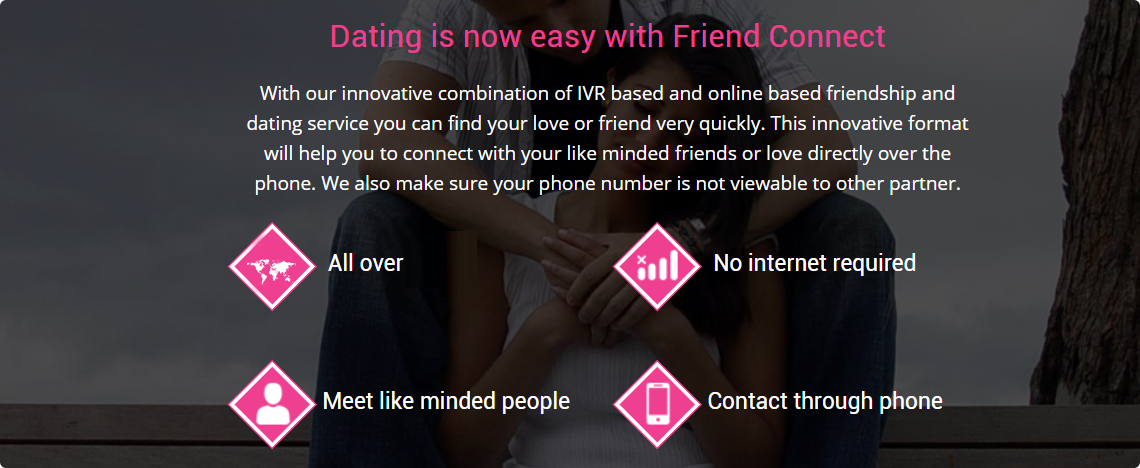 Dating is now easy with Friend Connect
With our innovative combination of IVR based and online based friendship and
dating service you can find your love or friend very quickly. This innovative format
will help you to connect with your like minded friends or love directly over the
phone. We also make sure your phone number is not viewable to other partner.
All over
No internet required
Meet like minded people
Contact through phone